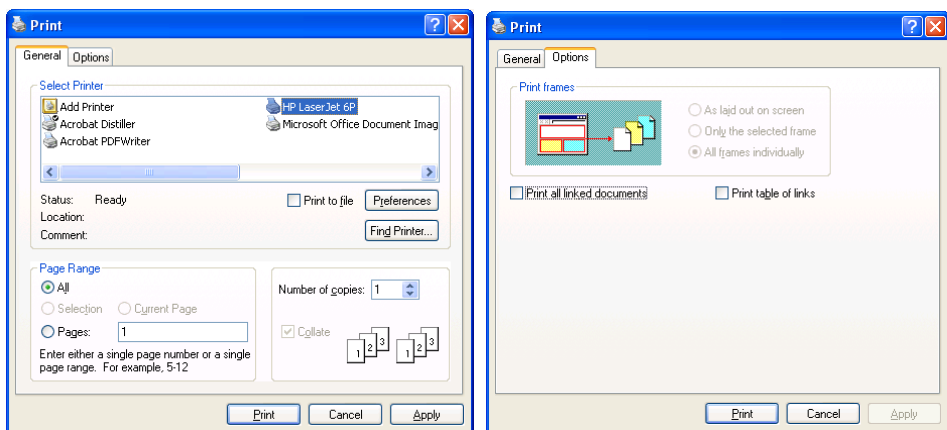 Print
General Options
Select Printer
Add Printer
HP LaserJet 6P
Acrobat Distiller
Microsoft Office Document Imag
Acrobat PDFWriter
Status: Ready
Print to file
Preferences
Location:
Comment:
Find Printer...
Page Range
All
Selection Current Page
Pages: 1
Enter either a single page number or a single
page range. For example, 5-12
Number of copies: 1
Collate
1 2 3 1 2 3
Print Cancel Apply
Print
General Options
Print frames
As laid out on screen
Only the selected frame
All frames individually
Print all linked documents
Print table of links
Print Cancel Apply